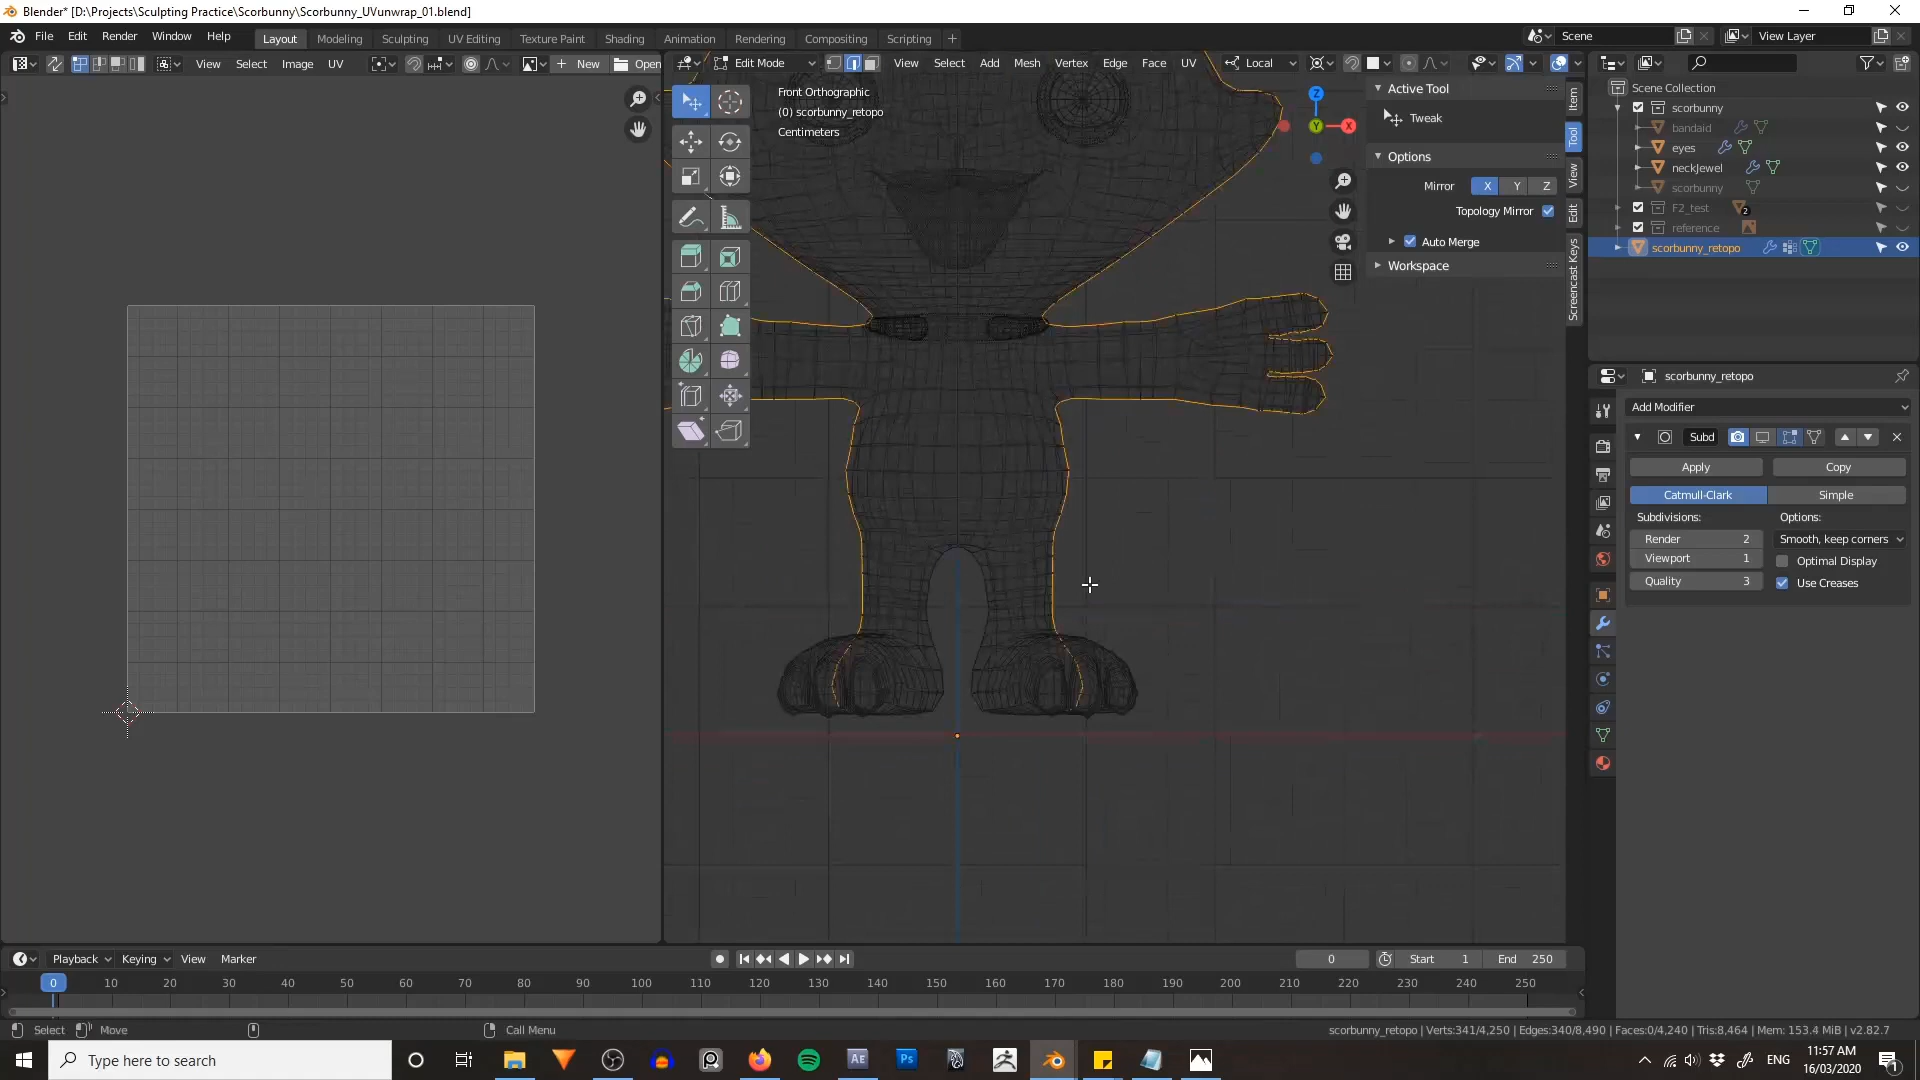 Blender* [D:\Projects\Sculpting Practice\Scorbunny\Scorbunny_UVunwrap_01.blend]
File Edit Render Window Help Layout Modeling Sculpting UV Editing Texture Paint Shading Animation Rendering Compositing Scripting + Scene View Layer
View Select Image UV New Open
Edit Mode View Select Add Mesh Vertex Edge Face UV Local
Front Orthographic
(0) scorbunny_retopo
Centimeters
Z
Y
X
Active Tool
Tweak
Options
Mirror X Y Z
Topology Mirror
Auto Merge
Workspace
Item
Tool
View
Edit
Screencast Keys
Scene Collection
scorbunny
bandaid
eyes
neckJewel
scorbunny
F2_test 2
reference
scorbunny_retopo
scorbunny_retopo
Add Modifier
Subd
Apply Copy
Catmull-Clark Simple
Subdivisions: Options:
Render 2 Smooth, keep corners
Viewport 1 Optimal Display
Quality 3 Use Creases
Playback Keying View Marker 0 Start 1 End 250
0 10 20 30 40 50 60 70 80 90 100 110 120 130 140 150 160 170 180 190 200 210 220 230 240 250
Select Move Call Menu scorbunny_retopo | Verts:341/4,250 | Edges:340/8,490 | Faces:0/4,240 | Tris:8,464 | Mem: 153.4 MiB | v2.82.7
Type here to search Ae Ps ENG 11:57 AM
16/03/2020 1